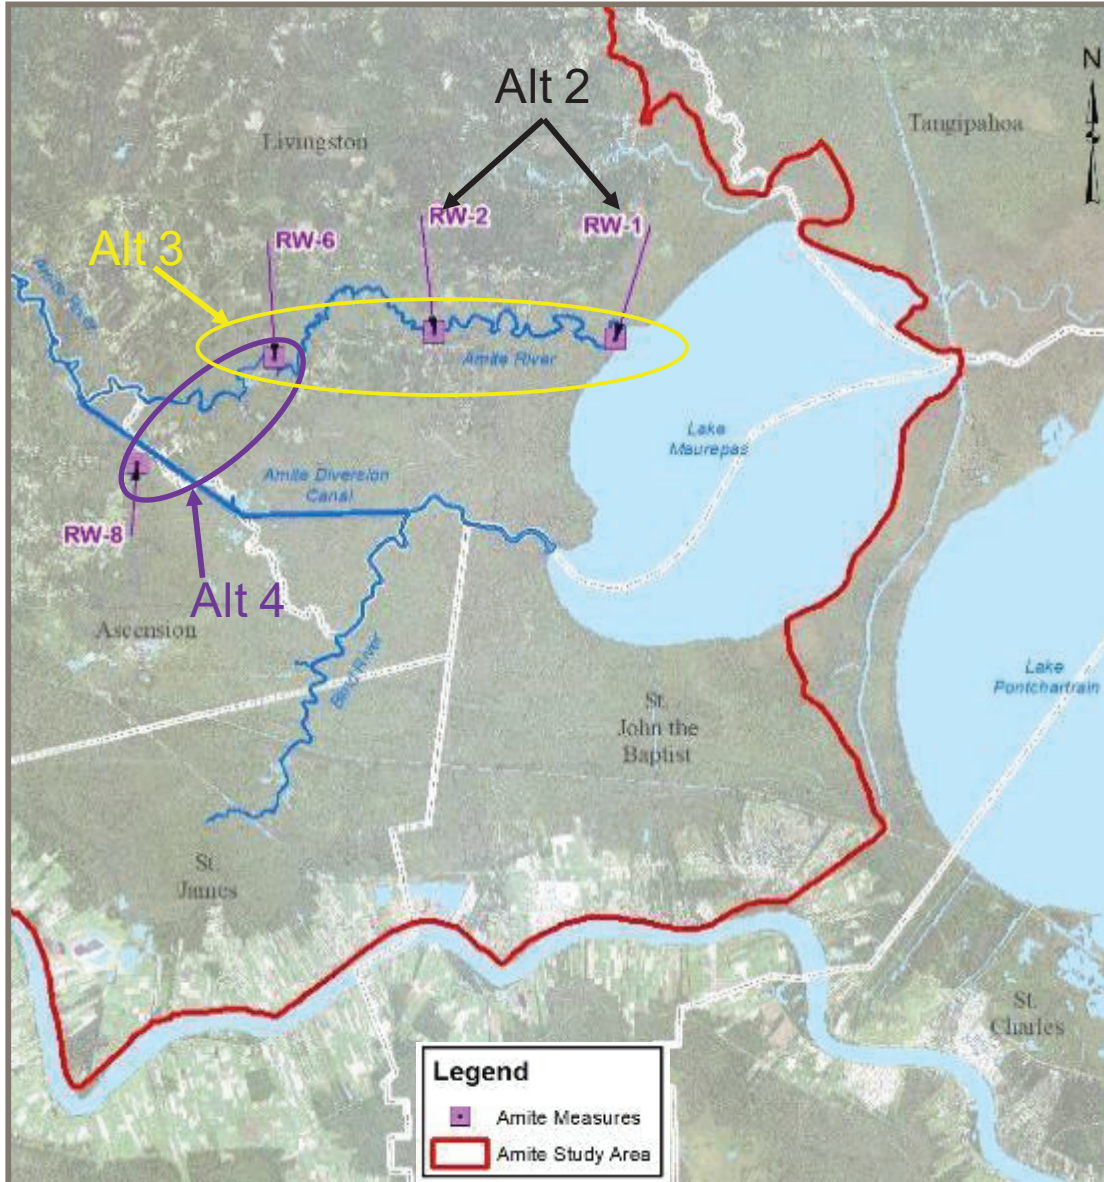 Alt 2
N
Tangipahoa
Livingston
RW-2
RW-1
RW-6
Alt 3
Amite River
Amite River
Lake
Maurepas
Amite Diversion
Canal
RW-8
Alt 4
Ascension
Blind River
Lake
Pontchartrain
St.
John the
Baptist
St.
James
St.
Charles
Legend
Amite Measures
Amite Study Area